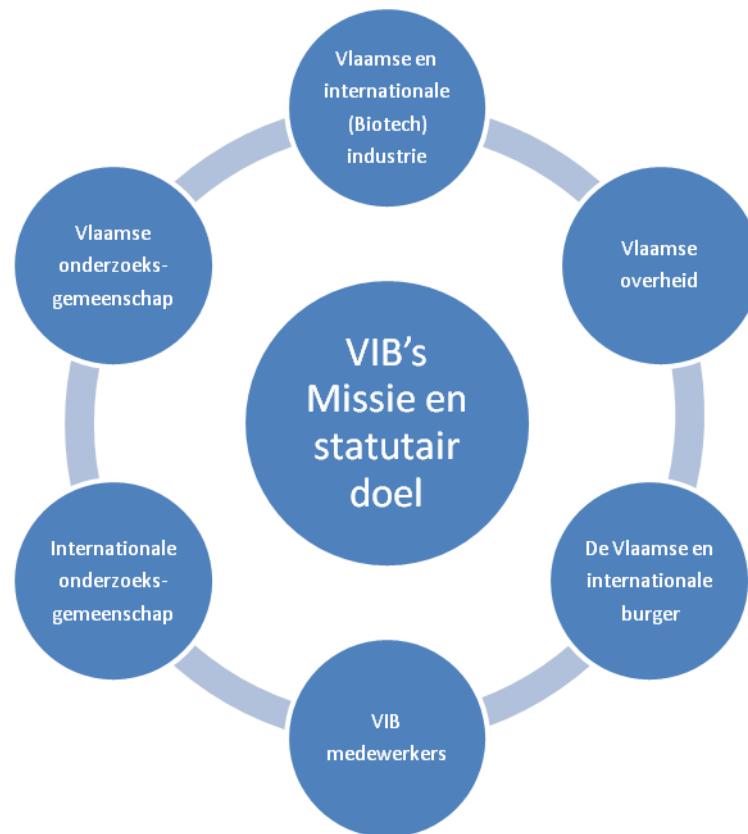 Vlaamse en
internationale
(Biotech)
industrie
Vlaamse
overheid
De Vlaamse en
internationale
burger
VIB
medewerkers
Internationale
onderzoeks-
gemeenschap
Vlaamse
onderzoeks-
gemeenschap
VIB’s
Missie en
statutair
doel